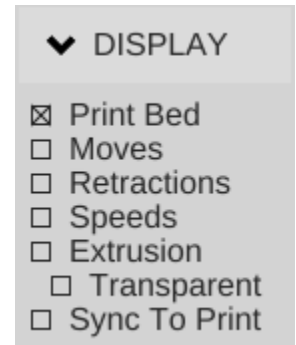 DISPLAY
Print Bed
Moves
Retractions
Speeds
Extrusion
Transparent
Sync To Print